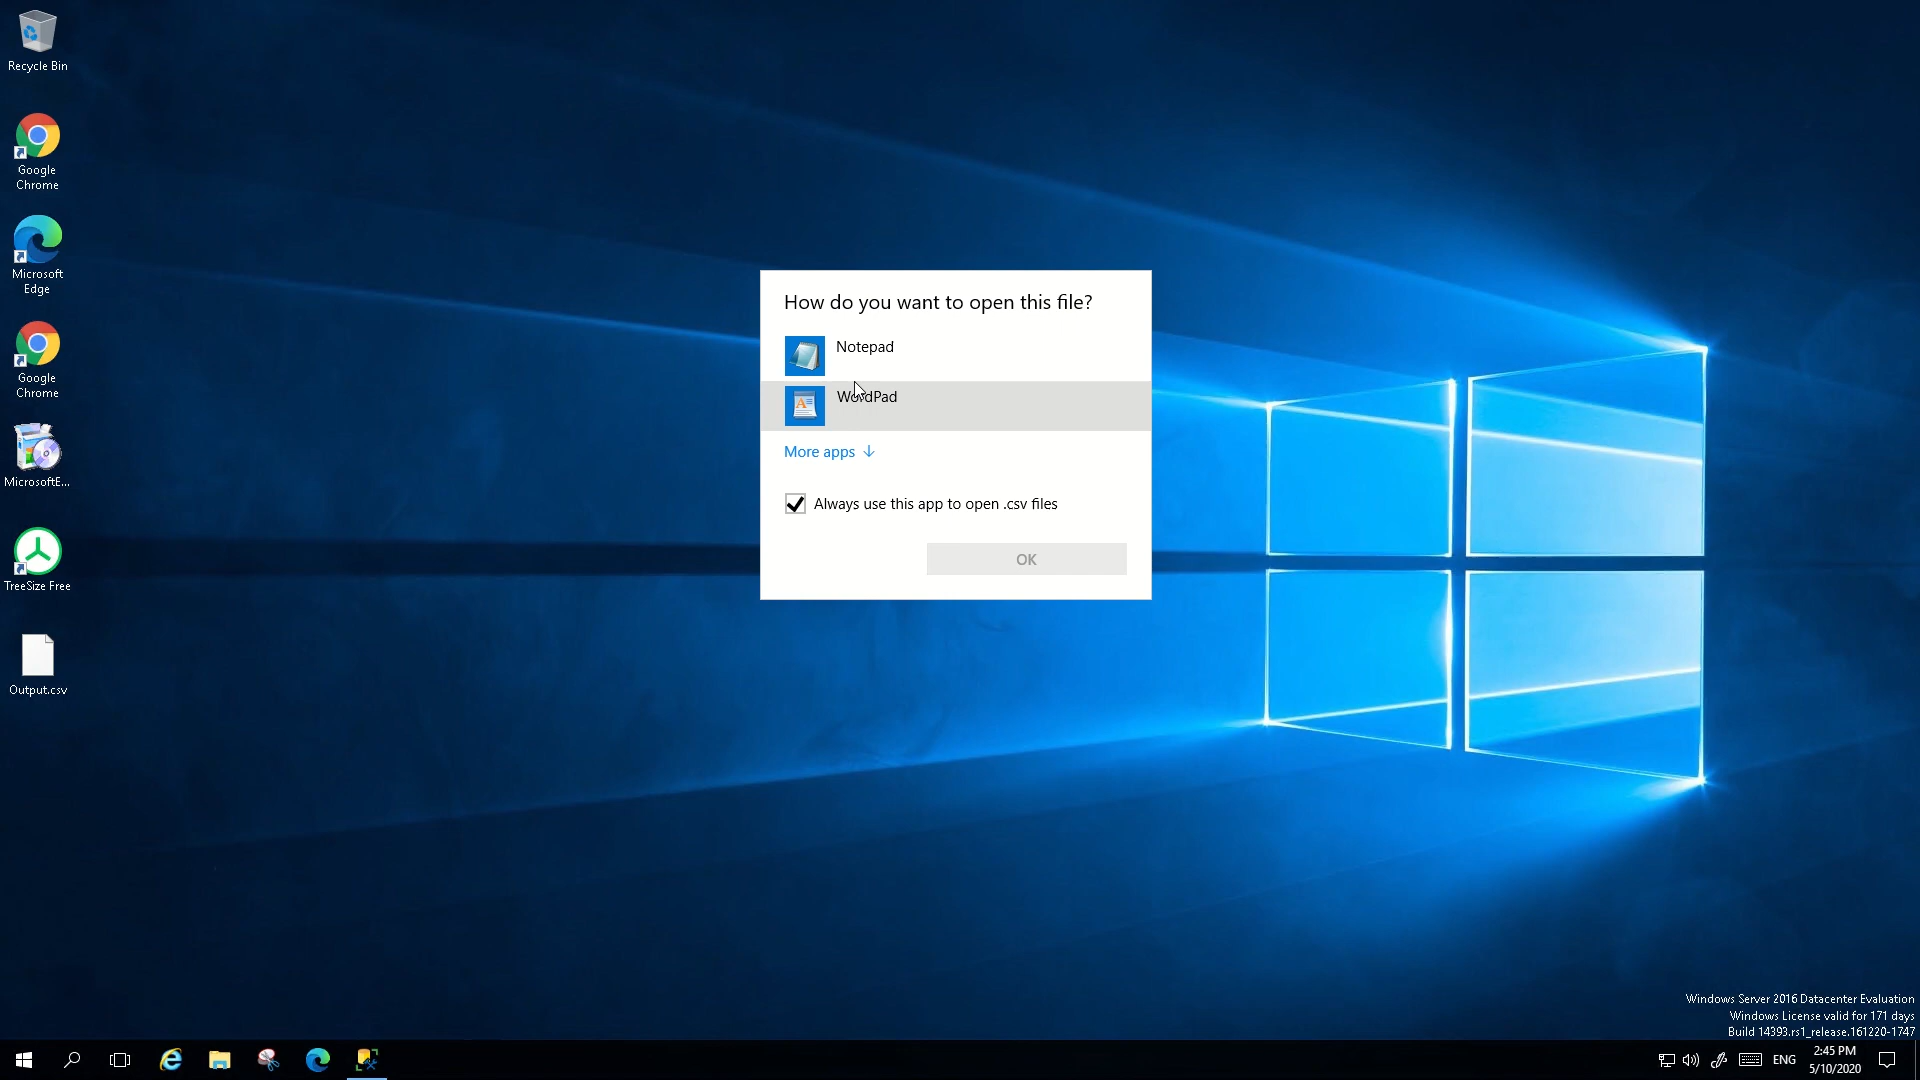 Recycle Bin
Google
Chrome
Microsoft
Edge
Google
Chrome
MicrosoftE...
TreeSize Free
Output.csv
How do you want to open this file?
Notepad
WordPad
More apps
Always use this app to open .csv files
OK
Windows Server 2016 Datacenter Evaluation
Windows License valid for 171 days
Build 14393.rs1_release.161220-1747
ENG
2:45 PM
5/10/2020